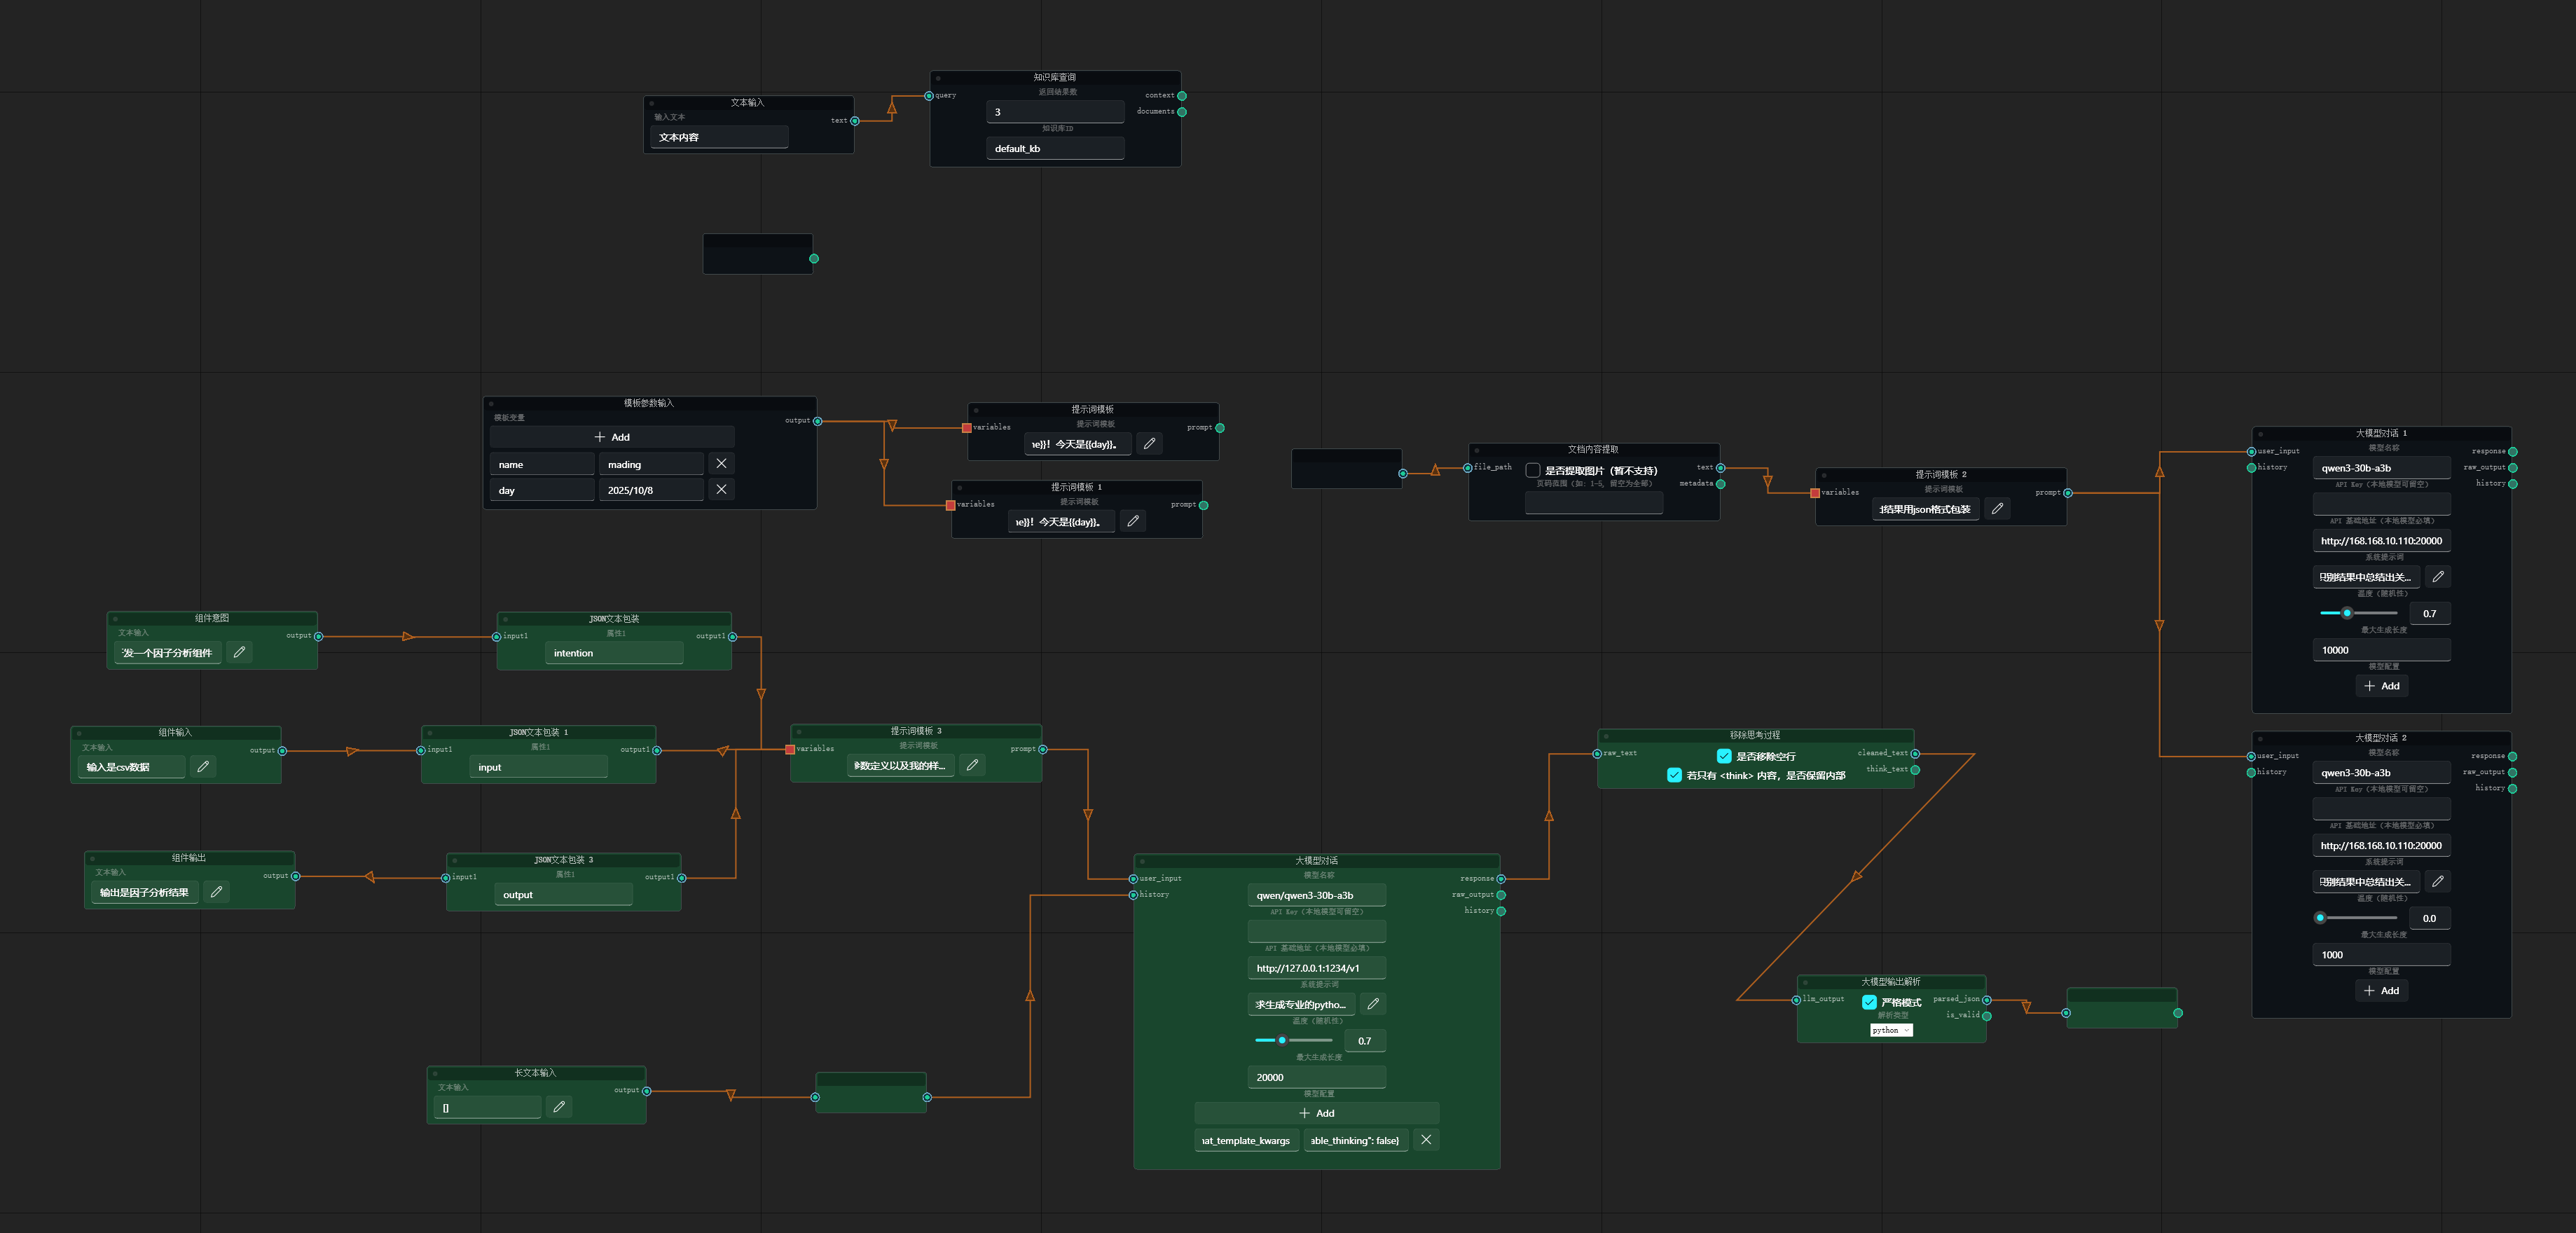 知识库查询
query
返回结果数
context
3
documents
知识库ID
default_kb
文本输入
输入文本
text
文本内容
模板参数输入
模板变量
output
Add
name
mading
day
2025/10/8
提示词模板
提示词模板
variables
prompt
ne}}！今天是{{day}}。
提示词模板 1
提示词模板
variables
prompt
ne}}！今天是{{day}}。
文档内容提取
file_path
是否提取图片（暂不支持）
text
页码范围（如：1-5，留空为全部）
metadata
提示词模板 2
提示词模板
variables
prompt
结果用json格式包装
大模型对话 1
模型名称
user_input
response
history
qwen3-30b-a3b
raw_output
API Key（本地模型可留空）
history
API 基础地址（本地模型必填）
http://168.168.10.110:20000
系统提示词
别结果中总结出关...
温度（随机性）
0.7
最大生成长度
10000
模型配置
Add
大模型对话 2
模型名称
user_input
response
history
qwen3-30b-a3b
raw_output
API Key（本地模型可留空）
history
API 基础地址（本地模型必填）
http://168.168.10.110:20000
系统提示词
别结果中总结出关...
温度（随机性）
0.0
最大生成长度
1000
模型配置
Add
组件意图
文本输入
output
发一个因子分析组件
JSON文本包装
属性1
input1
output1
intention
组件输入
文本输入
output
输入是csv数据
JSON文本包装 1
属性1
input1
output1
input
组件输出
文本输入
output
输出是因子分析结果
JSON文本包装 3
属性1
input1
output1
output
提示词模板 3
提示词模板
variables
prompt
数定义以及我的样...
长文本输入
文本输入
output
[]
大模型对话
模型名称
user_input
response
history
qwen/qwen3-30b-a3b
raw_output
API Key（本地模型可留空）
history
API 基础地址（本地模型必填）
http://127.0.0.1:1234/v1
系统提示词
求生成专业的pytho...
温度（随机性）
0.7
最大生成长度
20000
模型配置
Add
nat_template_kwargs
able_thinking": false}
移除思考过程
raw_text
是否移除空行
cleaned_text
若只有 <think> 内容，是否保留内部
think_text
大模型输出解析
llm_output
严格模式
parsed_json
解析类型
is_valid
python